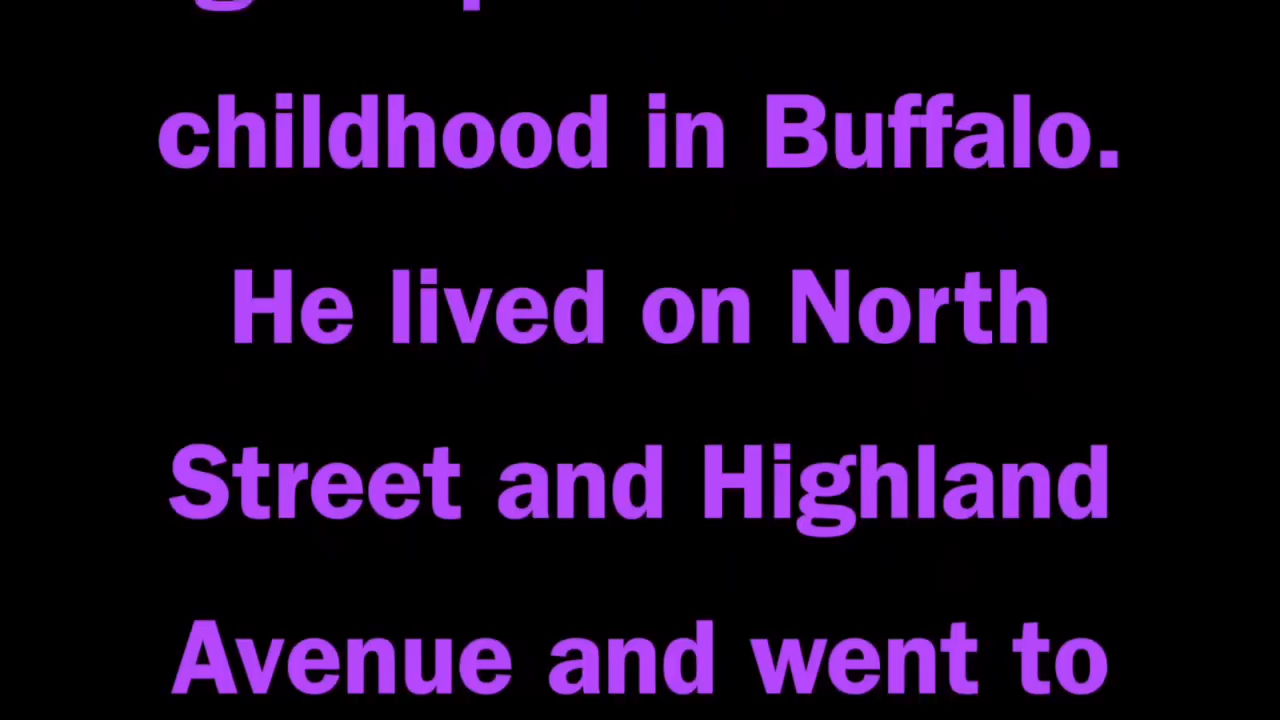 childhood in Buffalo.
He lived on North
Street and Highland
Avenue and went to